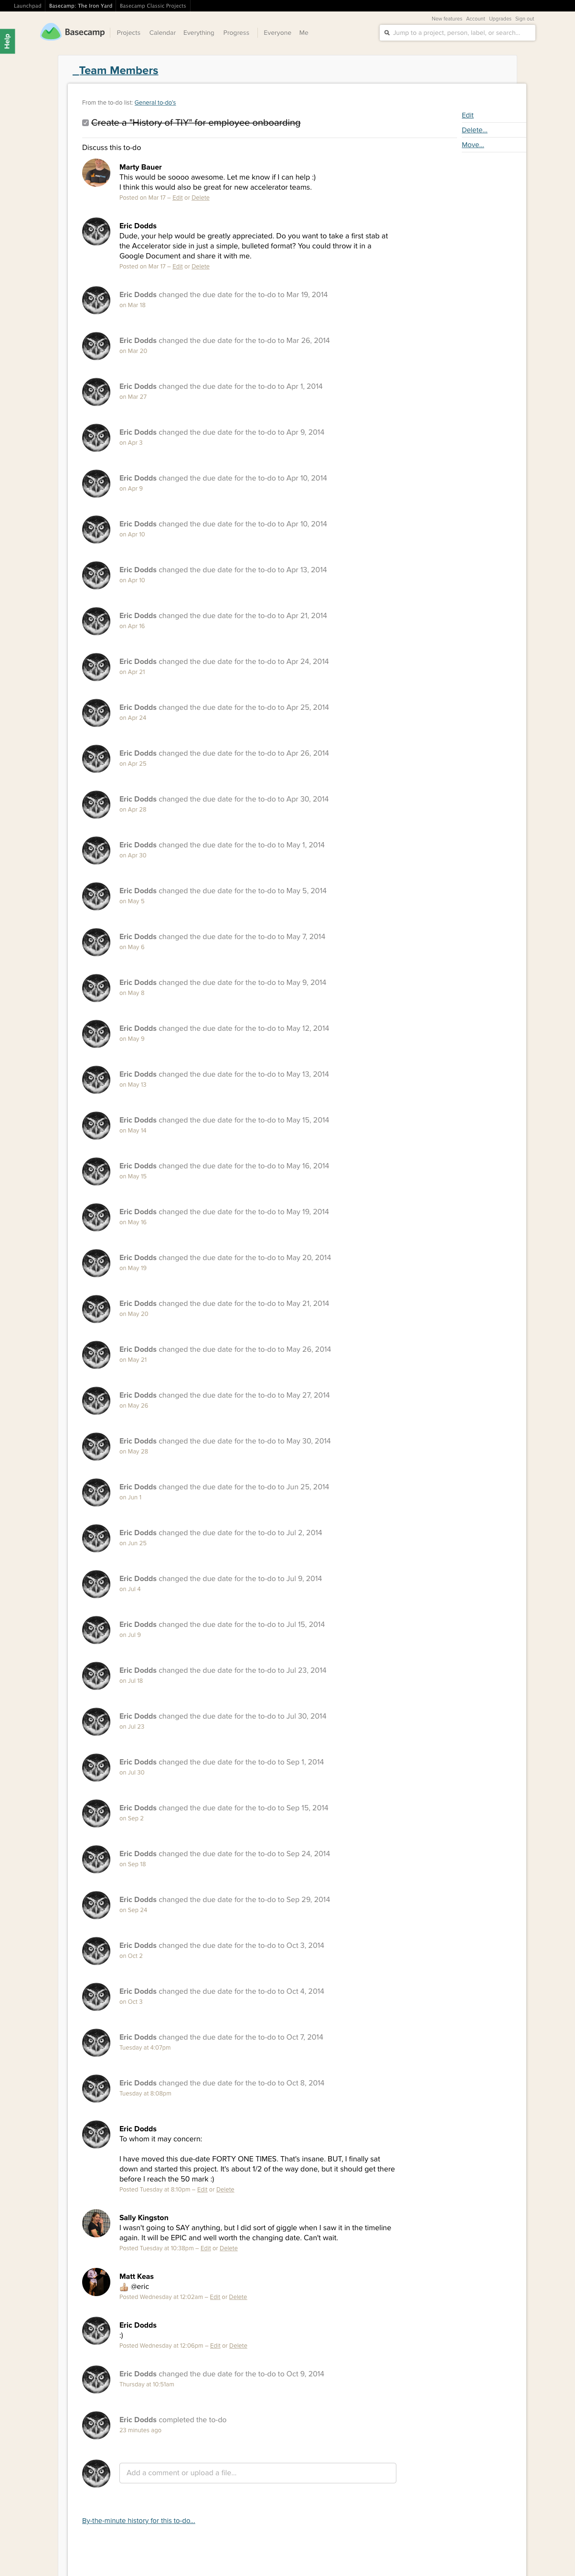 Launchpad Basecamp: The Iron Yard Basecamp Classic Projects
New features Account Upgrades Sign out
Basecamp Projects Calendar Everything Progress Everyone Me
Jump to a project, person, label, or search...
Help
_Team Members
From the to-do list: General to-do's
Edit
Create a "History of TIY" for employee onboarding
Delete...
Move...
Discuss this to-do
Marty Bauer
This would be soooo awesome. Let me know if I can help :)
I think this would also be great for new accelerator teams.
Posted on Mar 17 – Edit or Delete
Eric Dodds
Dude, your help would be greatly appreciated. Do you want to take a first stab at
the Accelerator side in just a simple, bulleted format? You could throw it in a
Google Document and share it with me.
Posted on Mar 17 – Edit or Delete
Eric Dodds changed the due date for the to-do to Mar 19, 2014
on Mar 18
Eric Dodds changed the due date for the to-do to Mar 26, 2014
on Mar 20
Eric Dodds changed the due date for the to-do to Apr 1, 2014
on Mar 27
Eric Dodds changed the due date for the to-do to Apr 9, 2014
on Apr 3
Eric Dodds changed the due date for the to-do to Apr 10, 2014
on Apr 9
Eric Dodds changed the due date for the to-do to Apr 10, 2014
on Apr 10
Eric Dodds changed the due date for the to-do to Apr 13, 2014
on Apr 10
Eric Dodds changed the due date for the to-do to Apr 21, 2014
on Apr 16
Eric Dodds changed the due date for the to-do to Apr 24, 2014
on Apr 21
Eric Dodds changed the due date for the to-do to Apr 25, 2014
on Apr 24
Eric Dodds changed the due date for the to-do to Apr 26, 2014
on Apr 25
Eric Dodds changed the due date for the to-do to Apr 30, 2014
on Apr 28
Eric Dodds changed the due date for the to-do to May 1, 2014
on Apr 30
Eric Dodds changed the due date for the to-do to May 5, 2014
on May 5
Eric Dodds changed the due date for the to-do to May 7, 2014
on May 6
Eric Dodds changed the due date for the to-do to May 9, 2014
on May 8
Eric Dodds changed the due date for the to-do to May 12, 2014
on May 9
Eric Dodds changed the due date for the to-do to May 13, 2014
on May 13
Eric Dodds changed the due date for the to-do to May 15, 2014
on May 14
Eric Dodds changed the due date for the to-do to May 16, 2014
on May 15
Eric Dodds changed the due date for the to-do to May 19, 2014
on May 16
Eric Dodds changed the due date for the to-do to May 20, 2014
on May 19
Eric Dodds changed the due date for the to-do to May 21, 2014
on May 20
Eric Dodds changed the due date for the to-do to May 26, 2014
on May 21
Eric Dodds changed the due date for the to-do to May 27, 2014
on May 26
Eric Dodds changed the due date for the to-do to May 30, 2014
on May 28
Eric Dodds changed the due date for the to-do to Jun 25, 2014
on Jun 1
Eric Dodds changed the due date for the to-do to Jul 2, 2014
on Jun 25
Eric Dodds changed the due date for the to-do to Jul 9, 2014
on Jul 4
Eric Dodds changed the due date for the to-do to Jul 15, 2014
on Jul 9
Eric Dodds changed the due date for the to-do to Jul 23, 2014
on Jul 18
Eric Dodds changed the due date for the to-do to Jul 30, 2014
on Jul 23
Eric Dodds changed the due date for the to-do to Sep 1, 2014
on Jul 30
Eric Dodds changed the due date for the to-do to Sep 15, 2014
on Sep 2
Eric Dodds changed the due date for the to-do to Sep 24, 2014
on Sep 18
Eric Dodds changed the due date for the to-do to Sep 29, 2014
on Sep 24
Eric Dodds changed the due date for the to-do to Oct 3, 2014
on Oct 2
Eric Dodds changed the due date for the to-do to Oct 4, 2014
on Oct 3
Eric Dodds changed the due date for the to-do to Oct 7, 2014
Tuesday at 4:07pm
Eric Dodds changed the due date for the to-do to Oct 8, 2014
Tuesday at 8:08pm
Eric Dodds
To whom it may concern:
I have moved this due-date FORTY ONE TIMES. That's insane. BUT, I finally sat
down and started this project. It's about 1/2 of the way done, but it should get there
before I reach the 50 mark :)
Posted Tuesday at 8:10pm – Edit or Delete
Sally Kingston
I wasn't going to SAY anything, but I did sort of giggle when I saw it in the timeline
again. It will be EPIC and well worth the changing date. Can't wait.
Posted Tuesday at 10:38pm – Edit or Delete
Matt Keas
👍 @eric
Posted Wednesday at 12:02am – Edit or Delete
Eric Dodds
:)
Posted Wednesday at 12:06pm – Edit or Delete
Eric Dodds changed the due date for the to-do to Oct 9, 2014
Thursday at 10:51am
Eric Dodds completed the to-do
23 minutes ago
Add a comment or upload a file...
By-the-minute history for this to-do...